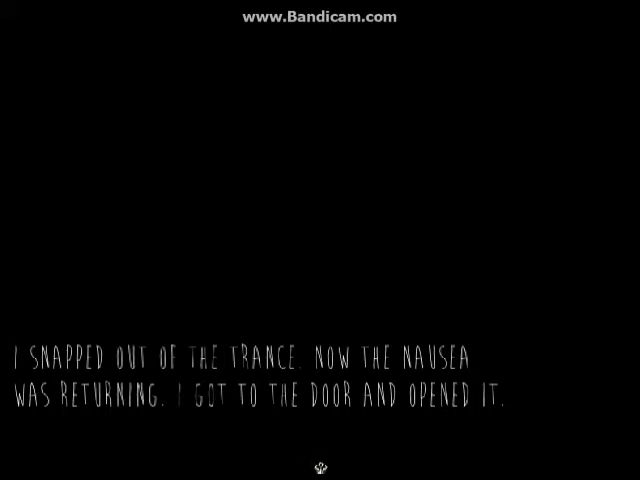 www.Bandicam.com
I SNAPPED OUT OF THE TRANCE. NOW THE NAUSEA
WAS RETURNING. I GOT TO THE DOOR AND OPENED IT.